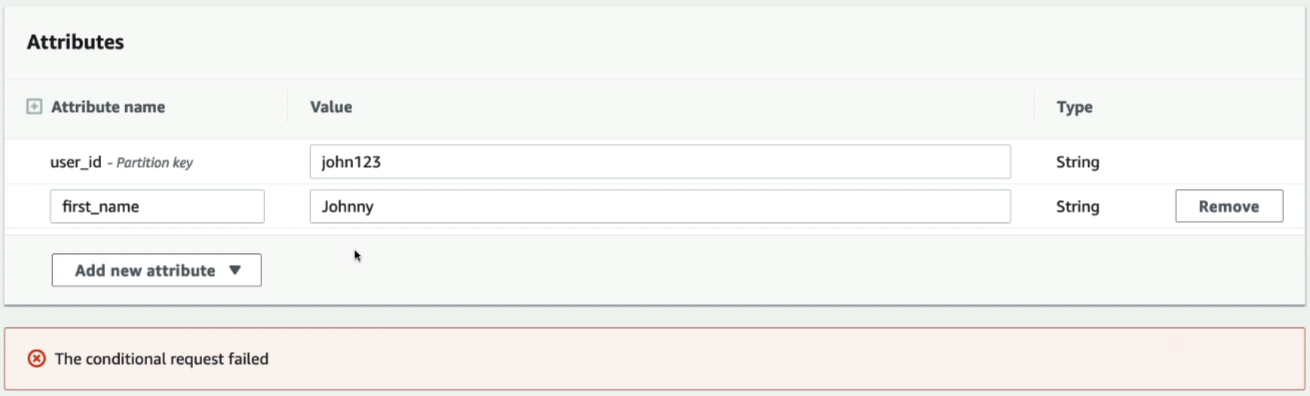 Attributes
Attribute name Value Type
user_id - Partition key john123 String
first_name Johnny String Remove
Add new attribute
The conditional request failed